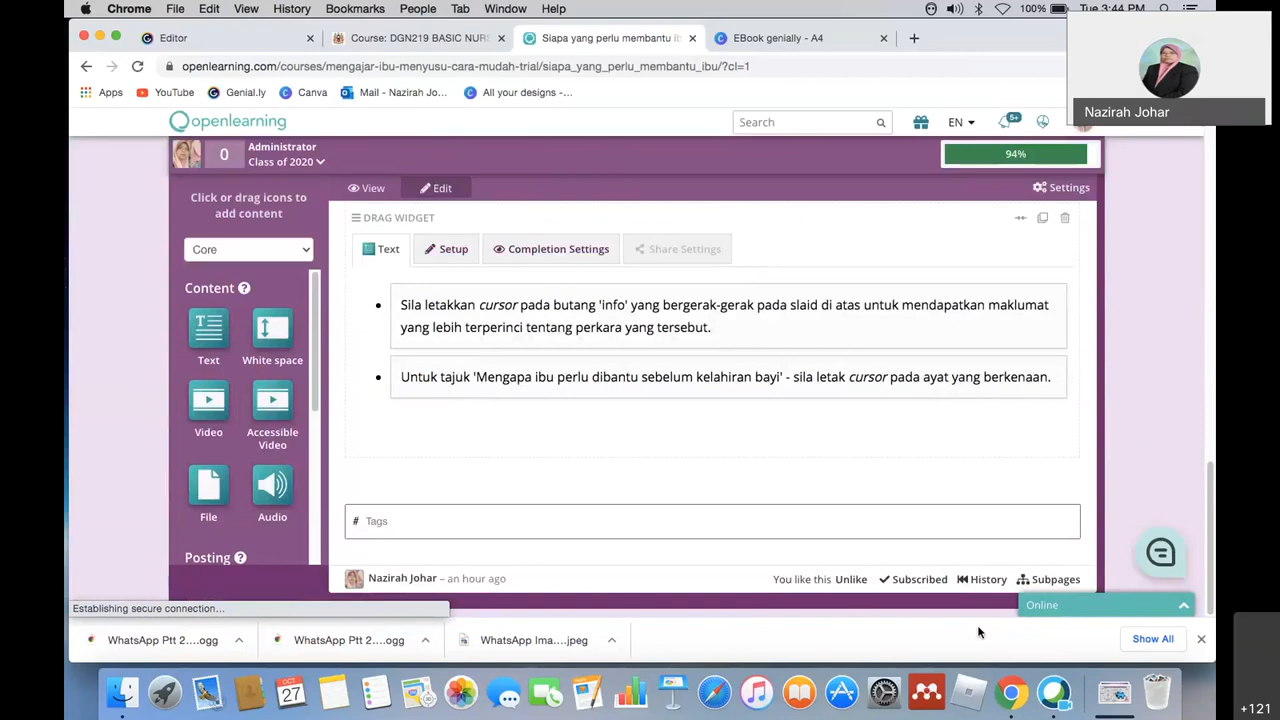 Chrome File Edit View History Bookmarks People Tab Window Help 100% Tue 3:44 PM
Editor Course: DGN219 BASIC NURS Siapa yang perlu membantu ib EBook genially - A4
openlearning.com/courses/mengajar-ibu-menyusu-cara-mudah-trial/siapa_yang_perlu_membantu_ibu/?cl=1
Apps YouTube Genial.ly Canva Mail - Nazirah Jo... All your designs -...
Nazirah Johar
openlearning Search EN 5+
0 Administrator
Class of 2020
94%
Click or drag icons to
add content
View Edit Settings
DRAG WIDGET
Core
Text Setup Completion Settings Share Settings
Content ?
Text White space
Video Accessible
Video
File Audio
Posting ?
• Sila letakkan cursor pada butang 'info' yang bergerak-gerak pada slaid di atas untuk mendapatkan maklumat
yang lebih terperinci tentang perkara yang tersebut.
• Untuk tajuk 'Mengapa ibu perlu dibantu sebelum kelahiran bayi' - sila letak cursor pada ayat yang berkenaan.
# Tags
Nazirah Johar – an hour ago You like this Unlike Subscribed History Subpages
Establishing secure connection...
Online
WhatsApp Ptt 2....ogg WhatsApp Ptt 2....ogg WhatsApp Ima....jpeg Show All
OCT
27
+121